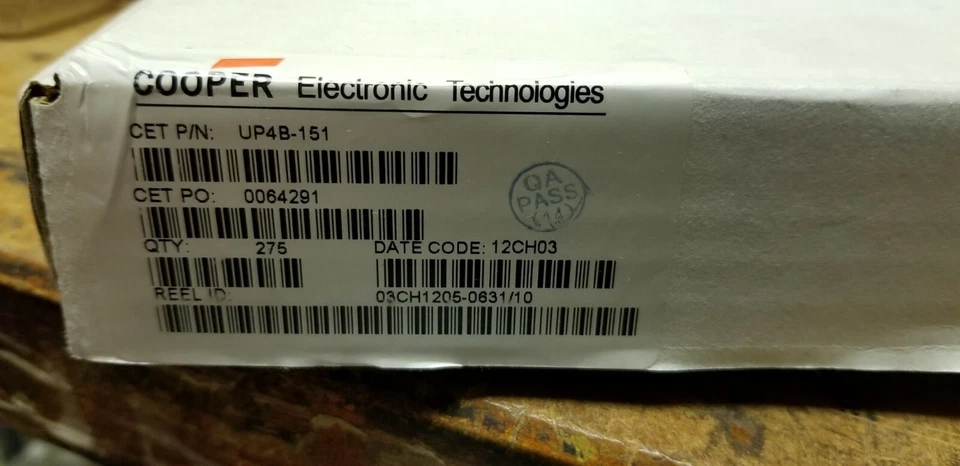 COOPER Electronic Technologies
CET P/N: UP4B-151
CET PO: 0064291
QA
PASS
(14)
QTY: 275 DATE CODE: 12CH03
REEL ID: 03CH1205-0631/10